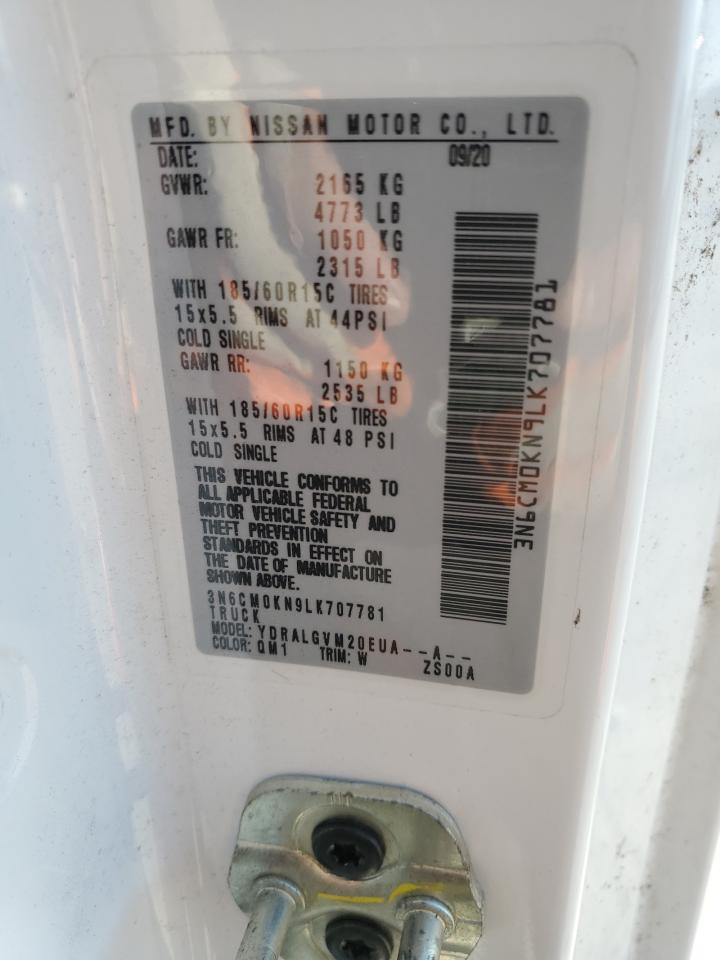 MFD. BY NISSAN MOTOR CO., LTD.
DATE: 09/20
GVWR: 2165 KG
4773 LB
GAWR FR: 1050 KG
2315 LB
WITH 185/60R15C TIRES
15x5.5 RIMS AT 44PSI
COLD SINGLE
GAWR RR: 1150 KG
2535 LB
WITH 185/60R15C TIRES
15x5.5 RIMS AT 48 PSI
COLD SINGLE
THIS VEHICLE CONFORMS TO
ALL APPLICABLE FEDERAL
MOTOR VEHICLE SAFETY AND
THEFT PREVENTION
STANDARDS IN EFFECT ON
THE DATE OF MANUFACTURE
SHOWN ABOVE.
3N6CM0KN9LK707781
TRUCK
MODEL: YDRALGVM20EUA--A--
COLOR: QM1 TRIM: W ZS00A
3N6CM0KN9LK707781